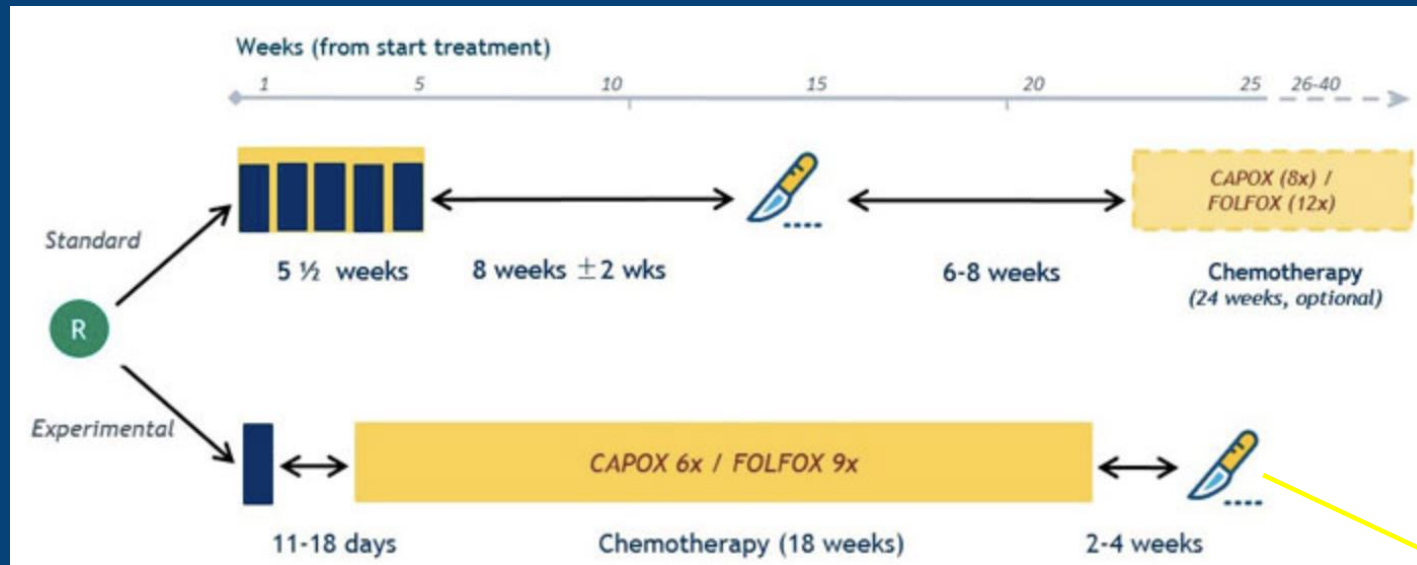 Weeks (from start treatment)
1 5 10 15 20 25 26-40
CAPOX (8x) /
FOLFOX (12x)
Standard
5 ½ weeks 8 weeks ±2 wks 6-8 weeks Chemotherapy
(24 weeks, optional)
R
Experimental
CAPOX 6x / FOLFOX 9x
11-18 days Chemotherapy (18 weeks) 2-4 weeks